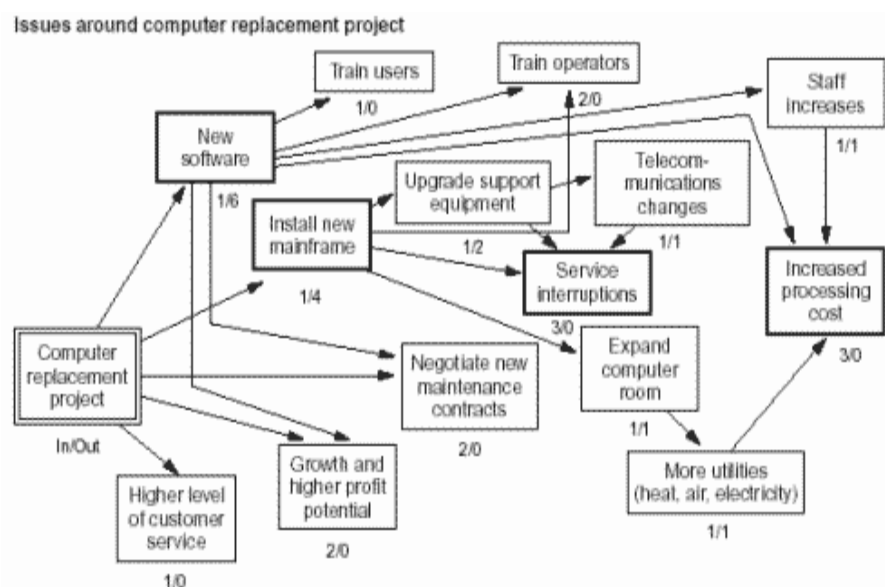 Issues around computer replacement project
Train users
1/0
Train operators
2/0
Staff
increases
1/1
New
software
1/6
Upgrade support
equipment
1/2
Telecom-
munications
changes
1/1
Install new
mainframe
1/4
Service
interruptions
3/0
Increased
processing
cost
3/0
Computer
replacement
project
In/Out
Negotiate new
maintenance
contracts
2/0
Expand
computer
room
1/1
Growth and
higher profit
potential
2/0
More utilities
(heat, air, electricity)
1/1
Higher level
of customer
service
1/0